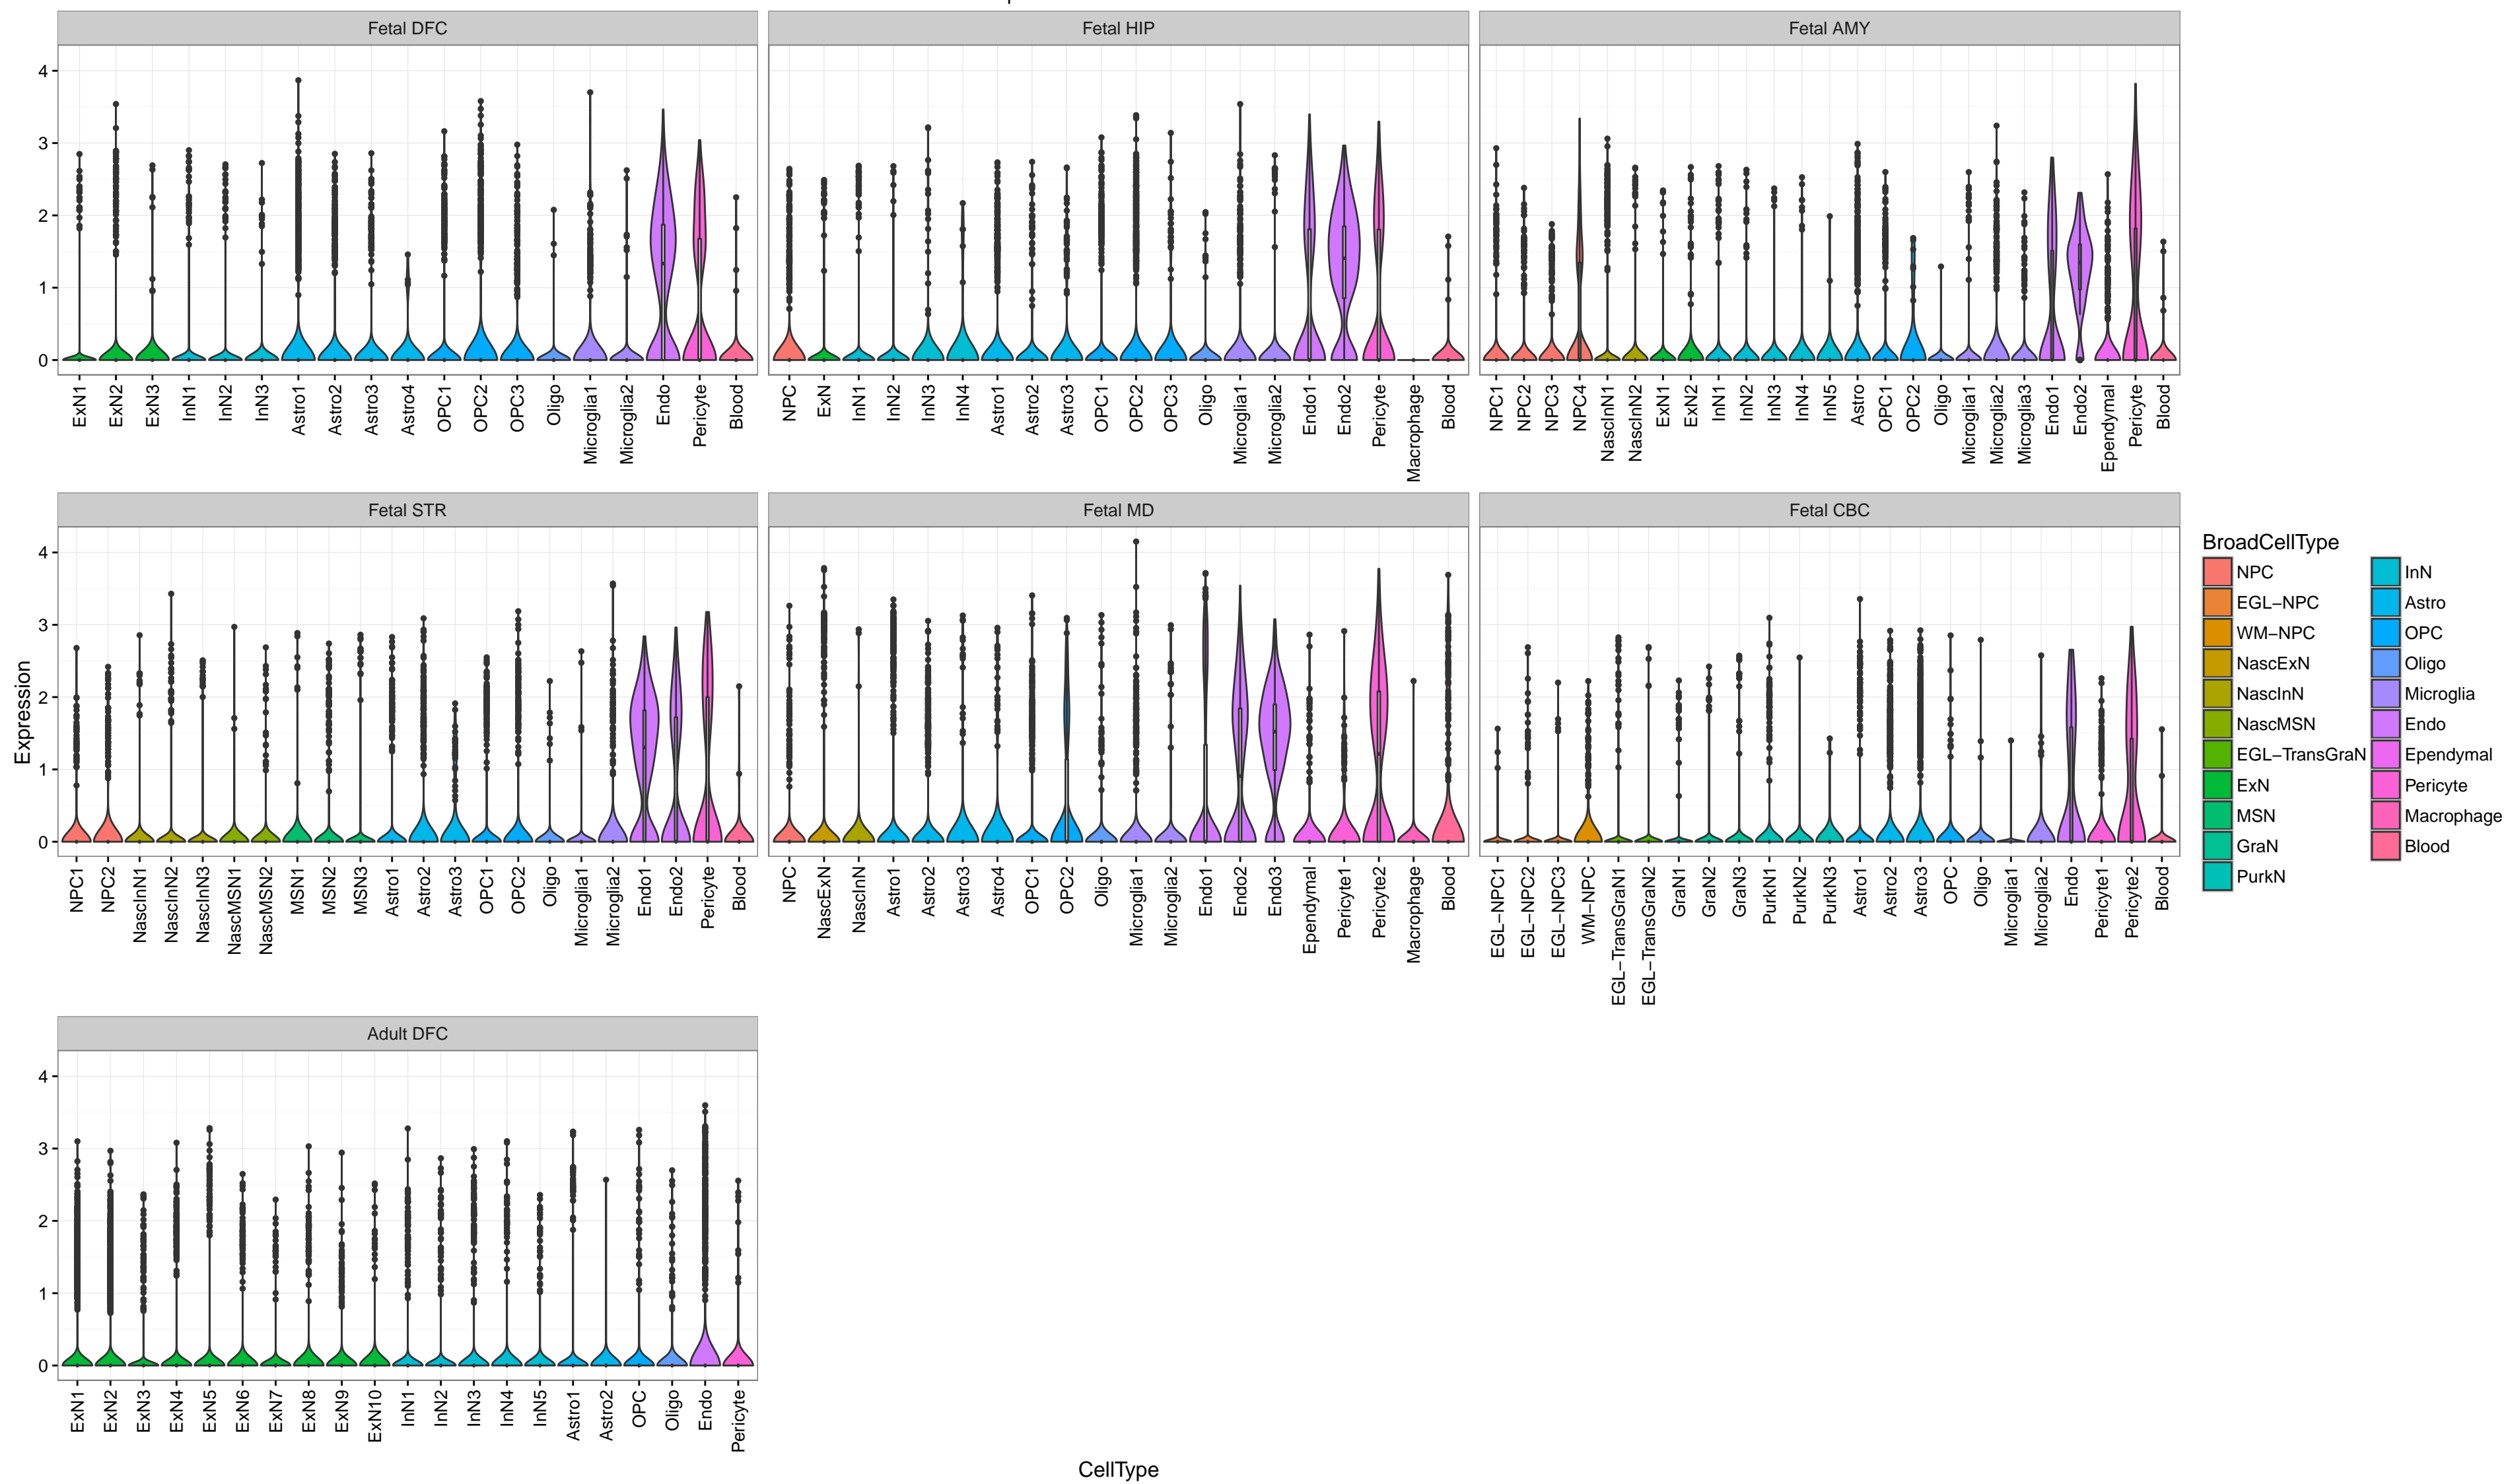 Fetal DFC Fetal HIP Fetal AMY
4
3
2
1
0
ExN1 ExN2 ExN3 InN1 InN2 InN3 Astro1 Astro2 Astro3 Astro4 OPC1 OPC2 OPC3 Oligo Microglia1 Microglia2 Endo Pericyte Blood
NPC ExN InN1 InN2 InN3 InN4 Astro1 Astro2 Astro3 OPC1 OPC2 OPC3 Oligo Microglia1 Microglia2 Endo1 Endo2 Pericyte Macrophage Blood
NPC1 NPC2 NPC3 NPC4 NascInN1 NascInN2 ExN1 ExN2 InN1 InN2 InN3 InN4 InN5 Astro OPC1 OPC2 Oligo Microglia1 Microglia2 Microglia3 Endo1 Endo2 Ependymal Pericyte Blood
Fetal STR Fetal MD Fetal CBC
Expression
4
3
2
1
0
NPC1 NPC2 NascInN1 NascInN2 NascInN3 NascMSN1 NascMSN2 MSN1 MSN2 MSN3 Astro1 Astro2 Astro3 OPC1 OPC2 Oligo Microglia1 Microglia2 Endo1 Endo2 Pericyte Blood
NPC NascExN NascInN Astro1 Astro2 Astro3 Astro4 OPC1 OPC2 Oligo Microglia1 Microglia2 Endo1 Endo2 Endo3 Ependymal Pericyte1 Pericyte2 Macrophage Blood
EGL−NPC1 EGL−NPC2 EGL−NPC3 WM−NPC EGL−TransGraN1 EGL−TransGraN2 GraN1 GraN2 GraN3 PurkN1 PurkN2 PurkN3 Astro1 Astro2 Astro3 OPC Oligo Microglia1 Microglia2 Endo Pericyte1 Pericyte2 Blood
BroadCellType
NPC
EGL−NPC
WM−NPC
NascExN
NascInN
NascMSN
EGL−TransGraN
ExN
MSN
GraN
PurkN
InN
Astro
OPC
Oligo
Microglia
Endo
Ependymal
Pericyte
Macrophage
Blood
Adult DFC
4
3
2
1
0
ExN1 ExN2 ExN3 ExN4 ExN5 ExN6 ExN7 ExN8 ExN9 ExN10 InN1 InN2 InN3 InN4 InN5 Astro1 Astro2 OPC Oligo Endo Pericyte
CellType